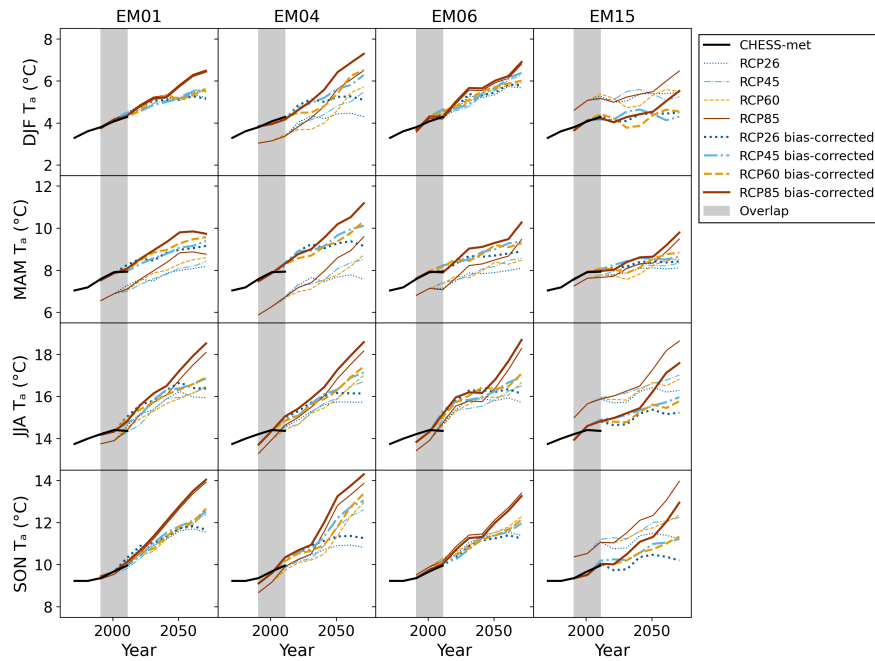 EM01 EM04 EM06 EM15
CHESS-met
RCP26
RCP45
RCP60
RCP85
RCP26 bias-corrected
RCP45 bias-corrected
RCP60 bias-corrected
RCP85 bias-corrected
Overlap
DJF Tₐ (°C)
8
6
4
2
MAM Tₐ (°C)
12
10
8
6
JJA Tₐ (°C)
18
16
14
SON Tₐ (°C)
14
12
10
8
2000 2050 2000 2050 2000 2050 2000 2050
Year Year Year Year